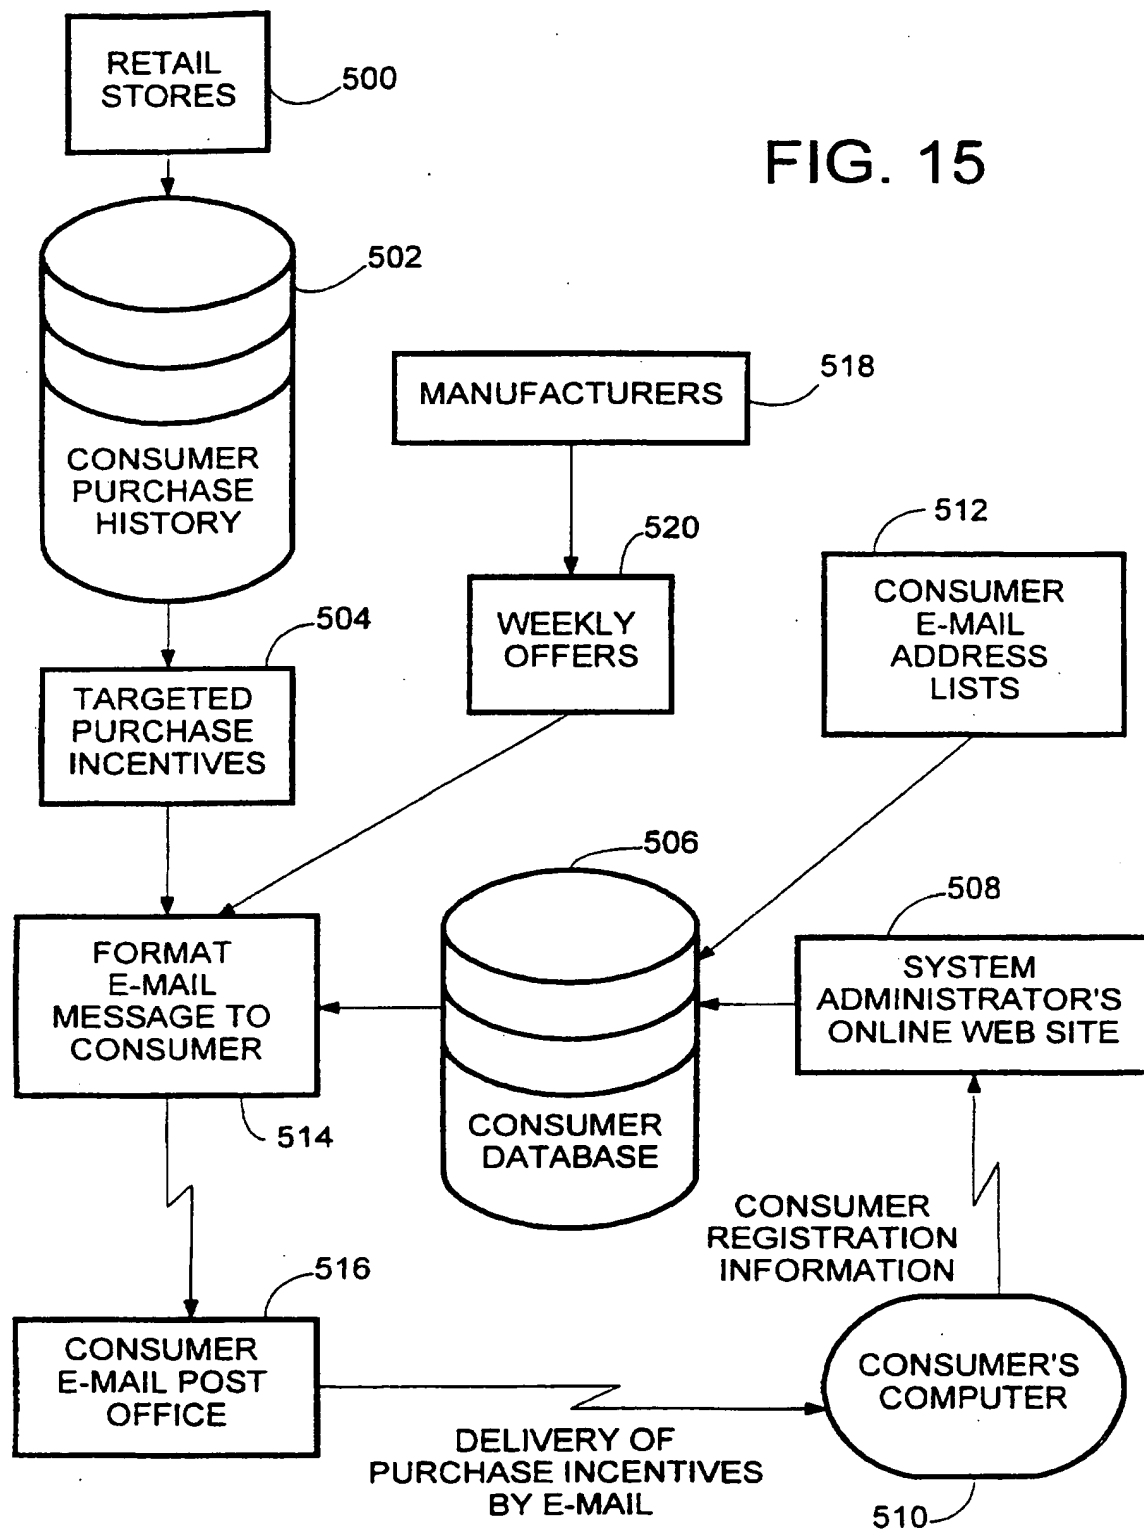 RETAIL
STORES
500
FIG. 15
502
CONSUMER
PURCHASE
HISTORY
MANUFACTURERS
518
520
WEEKLY
OFFERS
512
CONSUMER
E-MAIL
ADDRESS
LISTS
504
TARGETED
PURCHASE
INCENTIVES
506
508
FORMAT
E-MAIL
MESSAGE TO
CONSUMER
514
CONSUMER
DATABASE
SYSTEM
ADMINISTRATOR'S
ONLINE WEB SITE
CONSUMER
REGISTRATION
INFORMATION
516
CONSUMER
E-MAIL POST
OFFICE
DELIVERY OF
PURCHASE INCENTIVES
BY E-MAIL
CONSUMER'S
COMPUTER
510